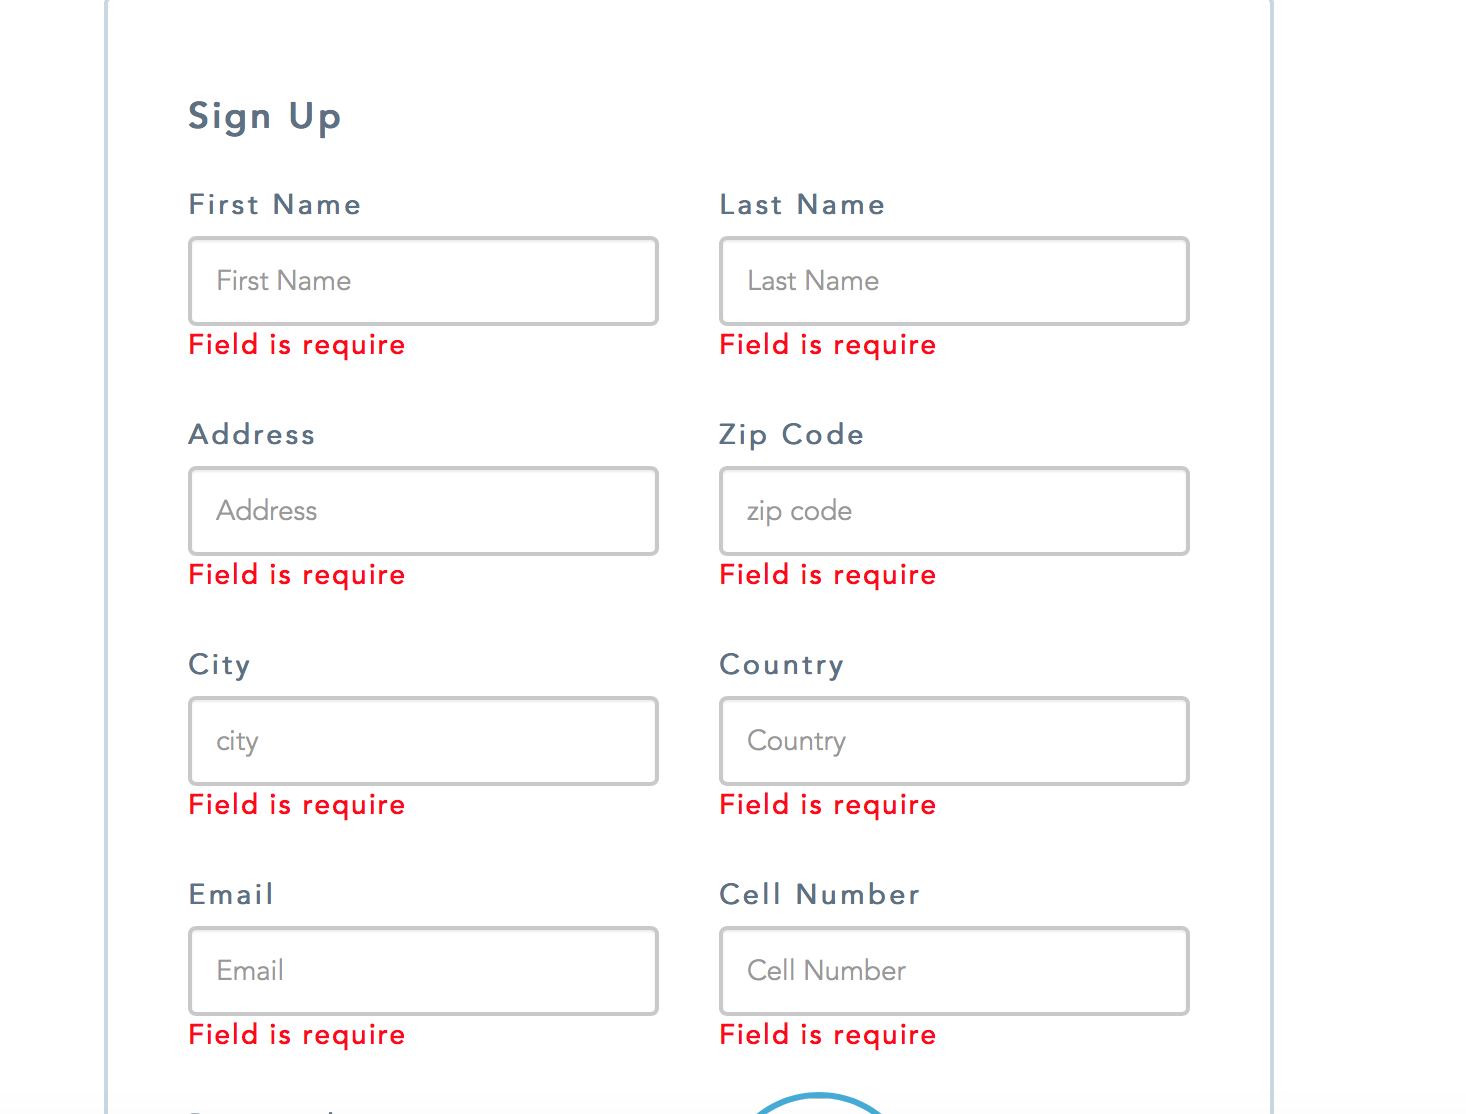 Sign Up
First Name Last Name
First Name Last Name
Field is require Field is require
Address Zip Code
Address zip code
Field is require Field is require
City Country
city Country
Field is require Field is require
Email Cell Number
Email Cell Number
Field is require Field is require